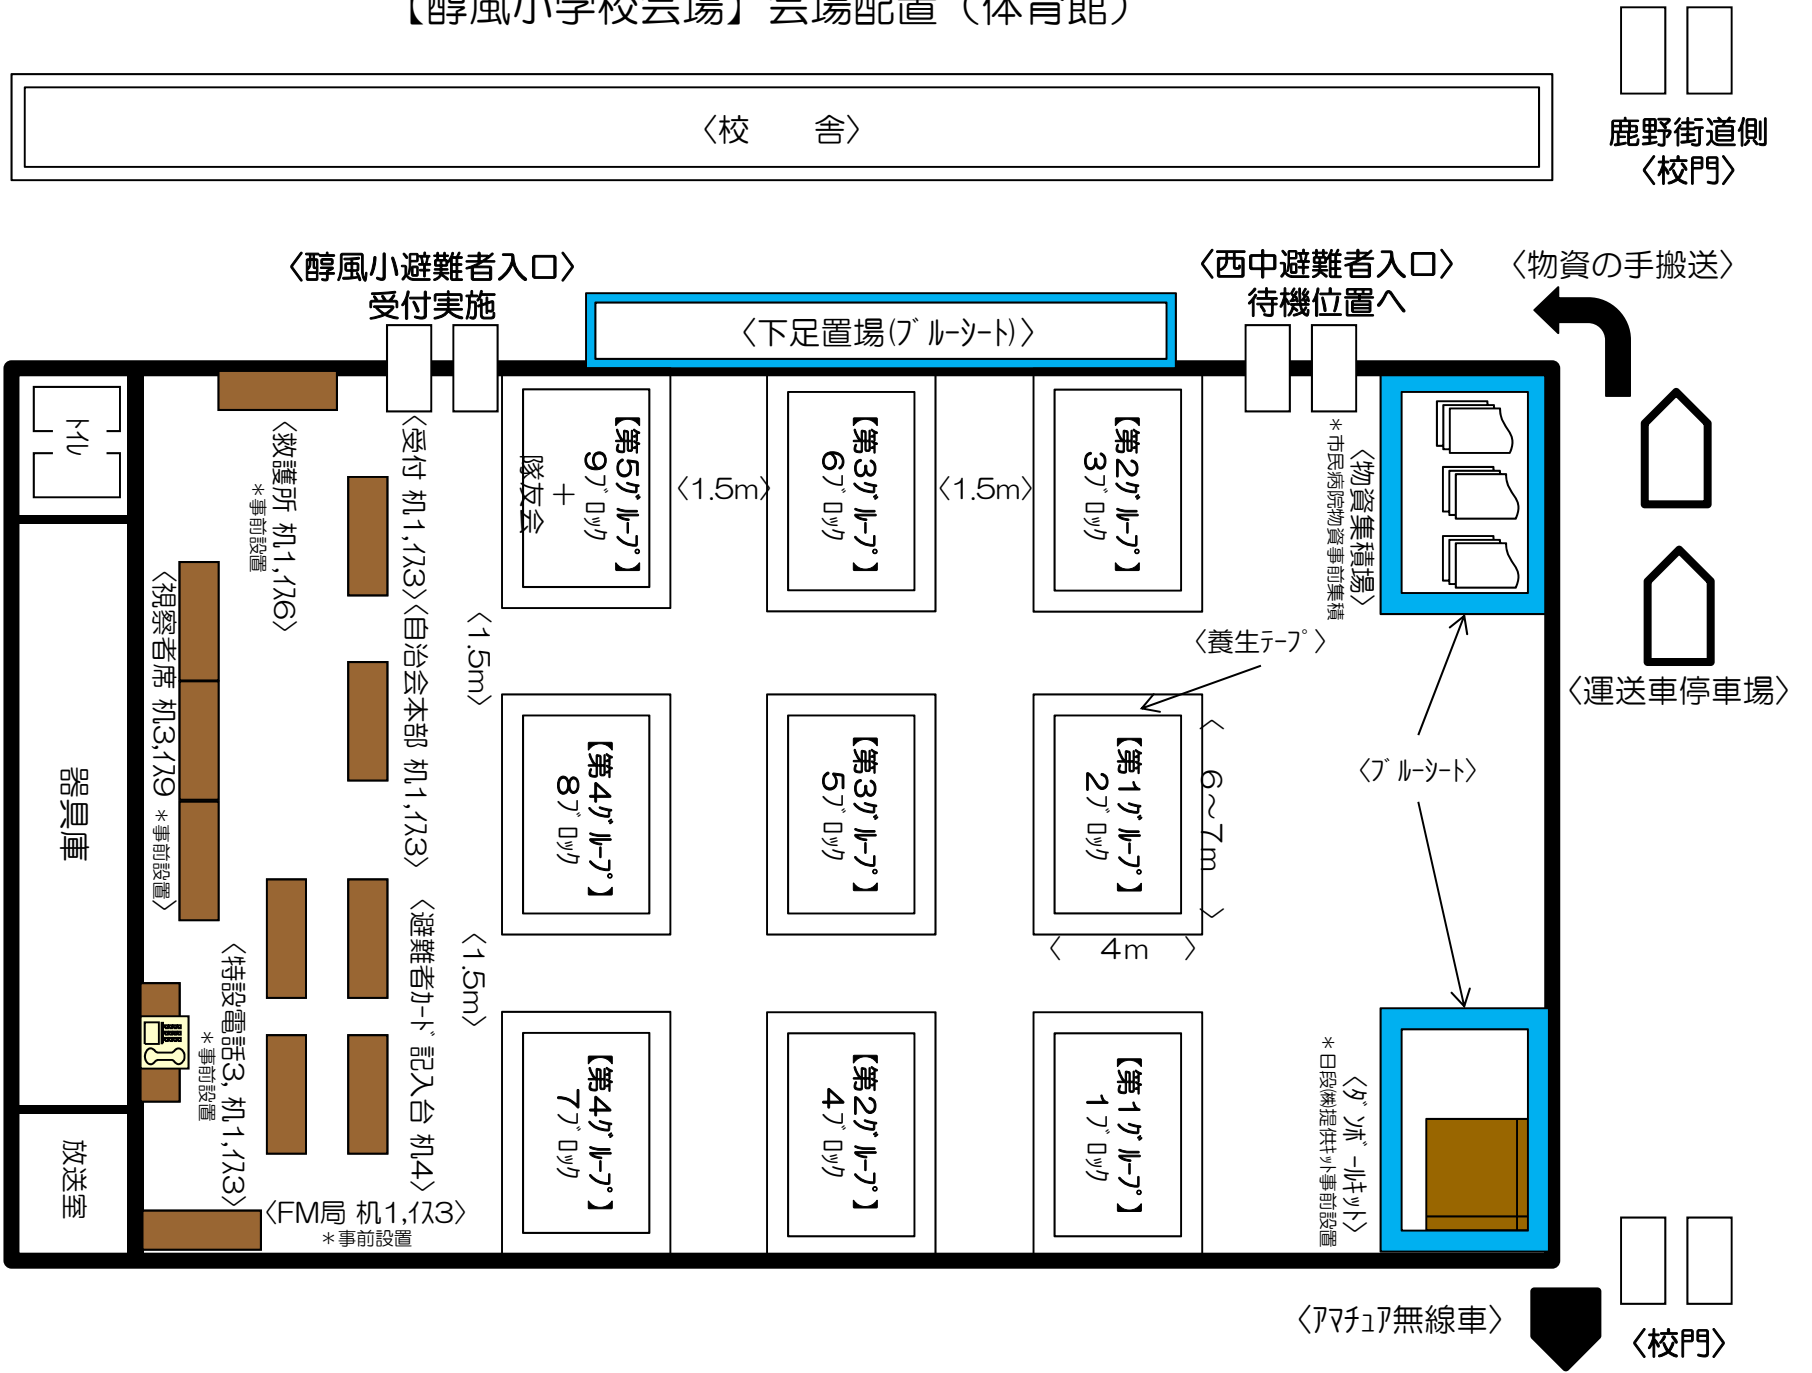 【醇風小学校会場】会場配置（体育館）
〈校　　舎〉
鹿野街道側
〈校門〉
〈醇風小避難者入口〉
受付実施
〈下足置場(ﾌﾞﾙｰｼｰﾄ)〉
〈西中避難者入口〉
待機位置へ
〈物資の手搬送〉
ﾄｲﾚ
〈救護所 机1,ｲｽ6〉
＊事前設置
〈受付 机1,ｲｽ3〉
【第5ｸﾞﾙｰﾌﾟ】
9ﾌﾞﾛｯｸ
＋
隊友会
〈1.5m〉
【第3ｸﾞﾙｰﾌﾟ】
6ﾌﾞﾛｯｸ
〈1.5m〉
【第2ｸﾞﾙｰﾌﾟ】
3ﾌﾞﾛｯｸ
〈物資集積場〉
＊市民病院物資事前集積
〈運送車停車場〉
〈視察者席 机3,ｲｽ9 ＊事前設置〉
〈自治会本部 机1,ｲｽ3〉
〈1.5m〉
〈養生ﾃｰﾌﾟ〉
器具庫
【第4ｸﾞﾙｰﾌﾟ】
8ﾌﾞﾛｯｸ
【第3ｸﾞﾙｰﾌﾟ】
5ﾌﾞﾛｯｸ
【第1ｸﾞﾙｰﾌﾟ】
2ﾌﾞﾛｯｸ
〈6～7m〉
〈 4m 〉
〈ﾌﾞﾙｰｼｰﾄ〉
〈特設電話3, 机1,ｲｽ3〉
＊事前設置
〈避難者ｶｰﾄﾞ記入台 机4〉
〈1.5m〉
【第4ｸﾞﾙｰﾌﾟ】
7ﾌﾞﾛｯｸ
【第2ｸﾞﾙｰﾌﾟ】
4ﾌﾞﾛｯｸ
【第1ｸﾞﾙｰﾌﾟ】
1ﾌﾞﾛｯｸ
〈ﾀﾞﾝﾎﾞｰﾙｷｯﾄ〉
＊日段㈱提供ｷｯﾄ事前設置
放送室
〈FM局 机1,ｲｽ3〉
＊事前設置
〈ｱﾏﾁｭｱ無線車〉
〈校門〉